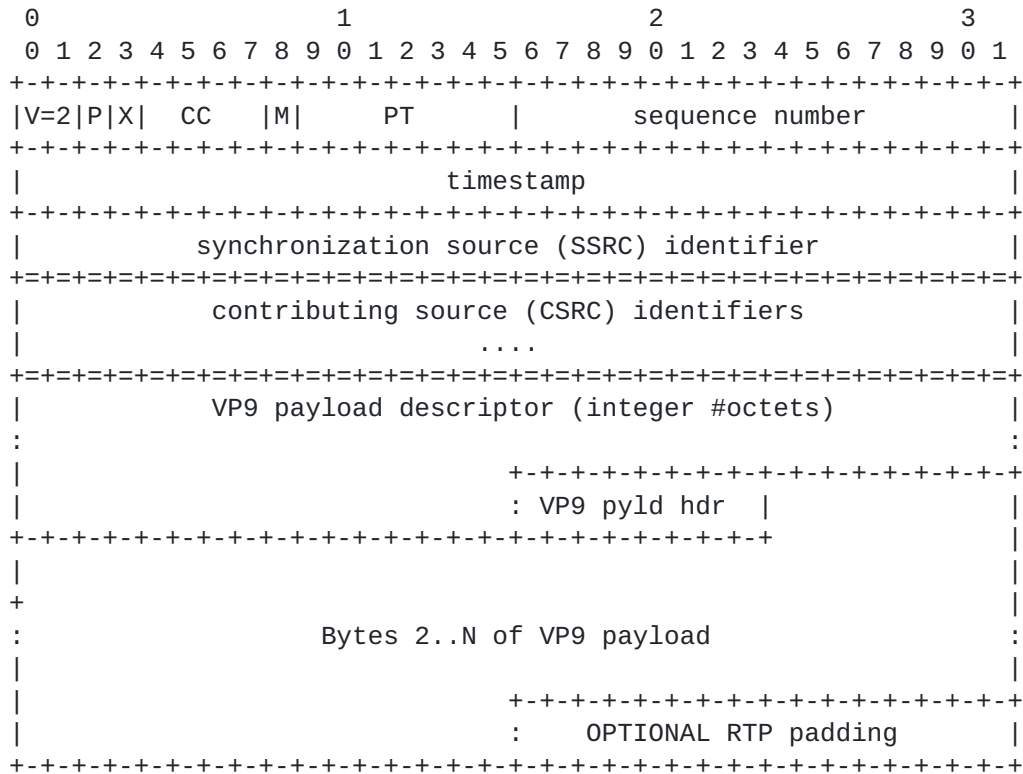 0                   1                   2                   3
 0 1 2 3 4 5 6 7 8 9 0 1 2 3 4 5 6 7 8 9 0 1 2 3 4 5 6 7 8 9 0 1
+-+-+-+-+-+-+-+-+-+-+-+-+-+-+-+-+-+-+-+-+-+-+-+-+-+-+-+-+-+-+-+-+
|V=2|P|X|  CC   |M|     PT      |       sequence number         |
+-+-+-+-+-+-+-+-+-+-+-+-+-+-+-+-+-+-+-+-+-+-+-+-+-+-+-+-+-+-+-+-+
|                           timestamp                           |
+-+-+-+-+-+-+-+-+-+-+-+-+-+-+-+-+-+-+-+-+-+-+-+-+-+-+-+-+-+-+-+-+
|           synchronization source (SSRC) identifier            |
+=+=+=+=+=+=+=+=+=+=+=+=+=+=+=+=+=+=+=+=+=+=+=+=+=+=+=+=+=+=+=+=+
|            contributing source (CSRC) identifiers             |
|                             ....                              |
+=+=+=+=+=+=+=+=+=+=+=+=+=+=+=+=+=+=+=+=+=+=+=+=+=+=+=+=+=+=+=+=+
|            VP9 payload descriptor (integer #octets)           |
:                                                               :
|                               +-+-+-+-+-+-+-+-+-+-+-+-+-+-+-+-+
|                               : VP9 pyld hdr  |               |
+-+-+-+-+-+-+-+-+-+-+-+-+-+-+-+-+-+-+-+-+-+-+-+-+               |
|                                                               |
+                                                               |
:                   Bytes 2..N of VP9 payload                   :
|                                                               |
|                               +-+-+-+-+-+-+-+-+-+-+-+-+-+-+-+-+
|                               :    OPTIONAL RTP padding       |
+-+-+-+-+-+-+-+-+-+-+-+-+-+-+-+-+-+-+-+-+-+-+-+-+-+-+-+-+-+-+-+-+